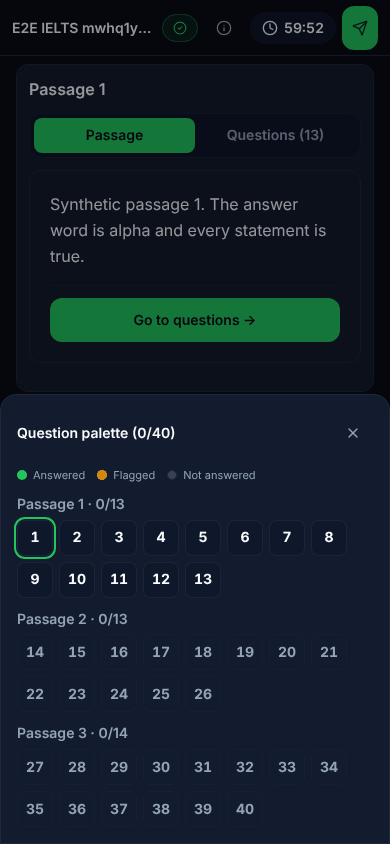 E2E IELTS mwhq1y... 59:52
Passage 1
Passage Questions (13)
Synthetic passage 1. The answer
word is alpha and every statement is
true.
Go to questions →
Question palette (0/40)
Answered Flagged Not answered
Passage 1 · 0/13
1 2 3 4 5 6 7 8
9 10 11 12 13
Passage 2 · 0/13
14 15 16 17 18 19 20 21
22 23 24 25 26
Passage 3 · 0/14
27 28 29 30 31 32 33 34
35 36 37 38 39 40